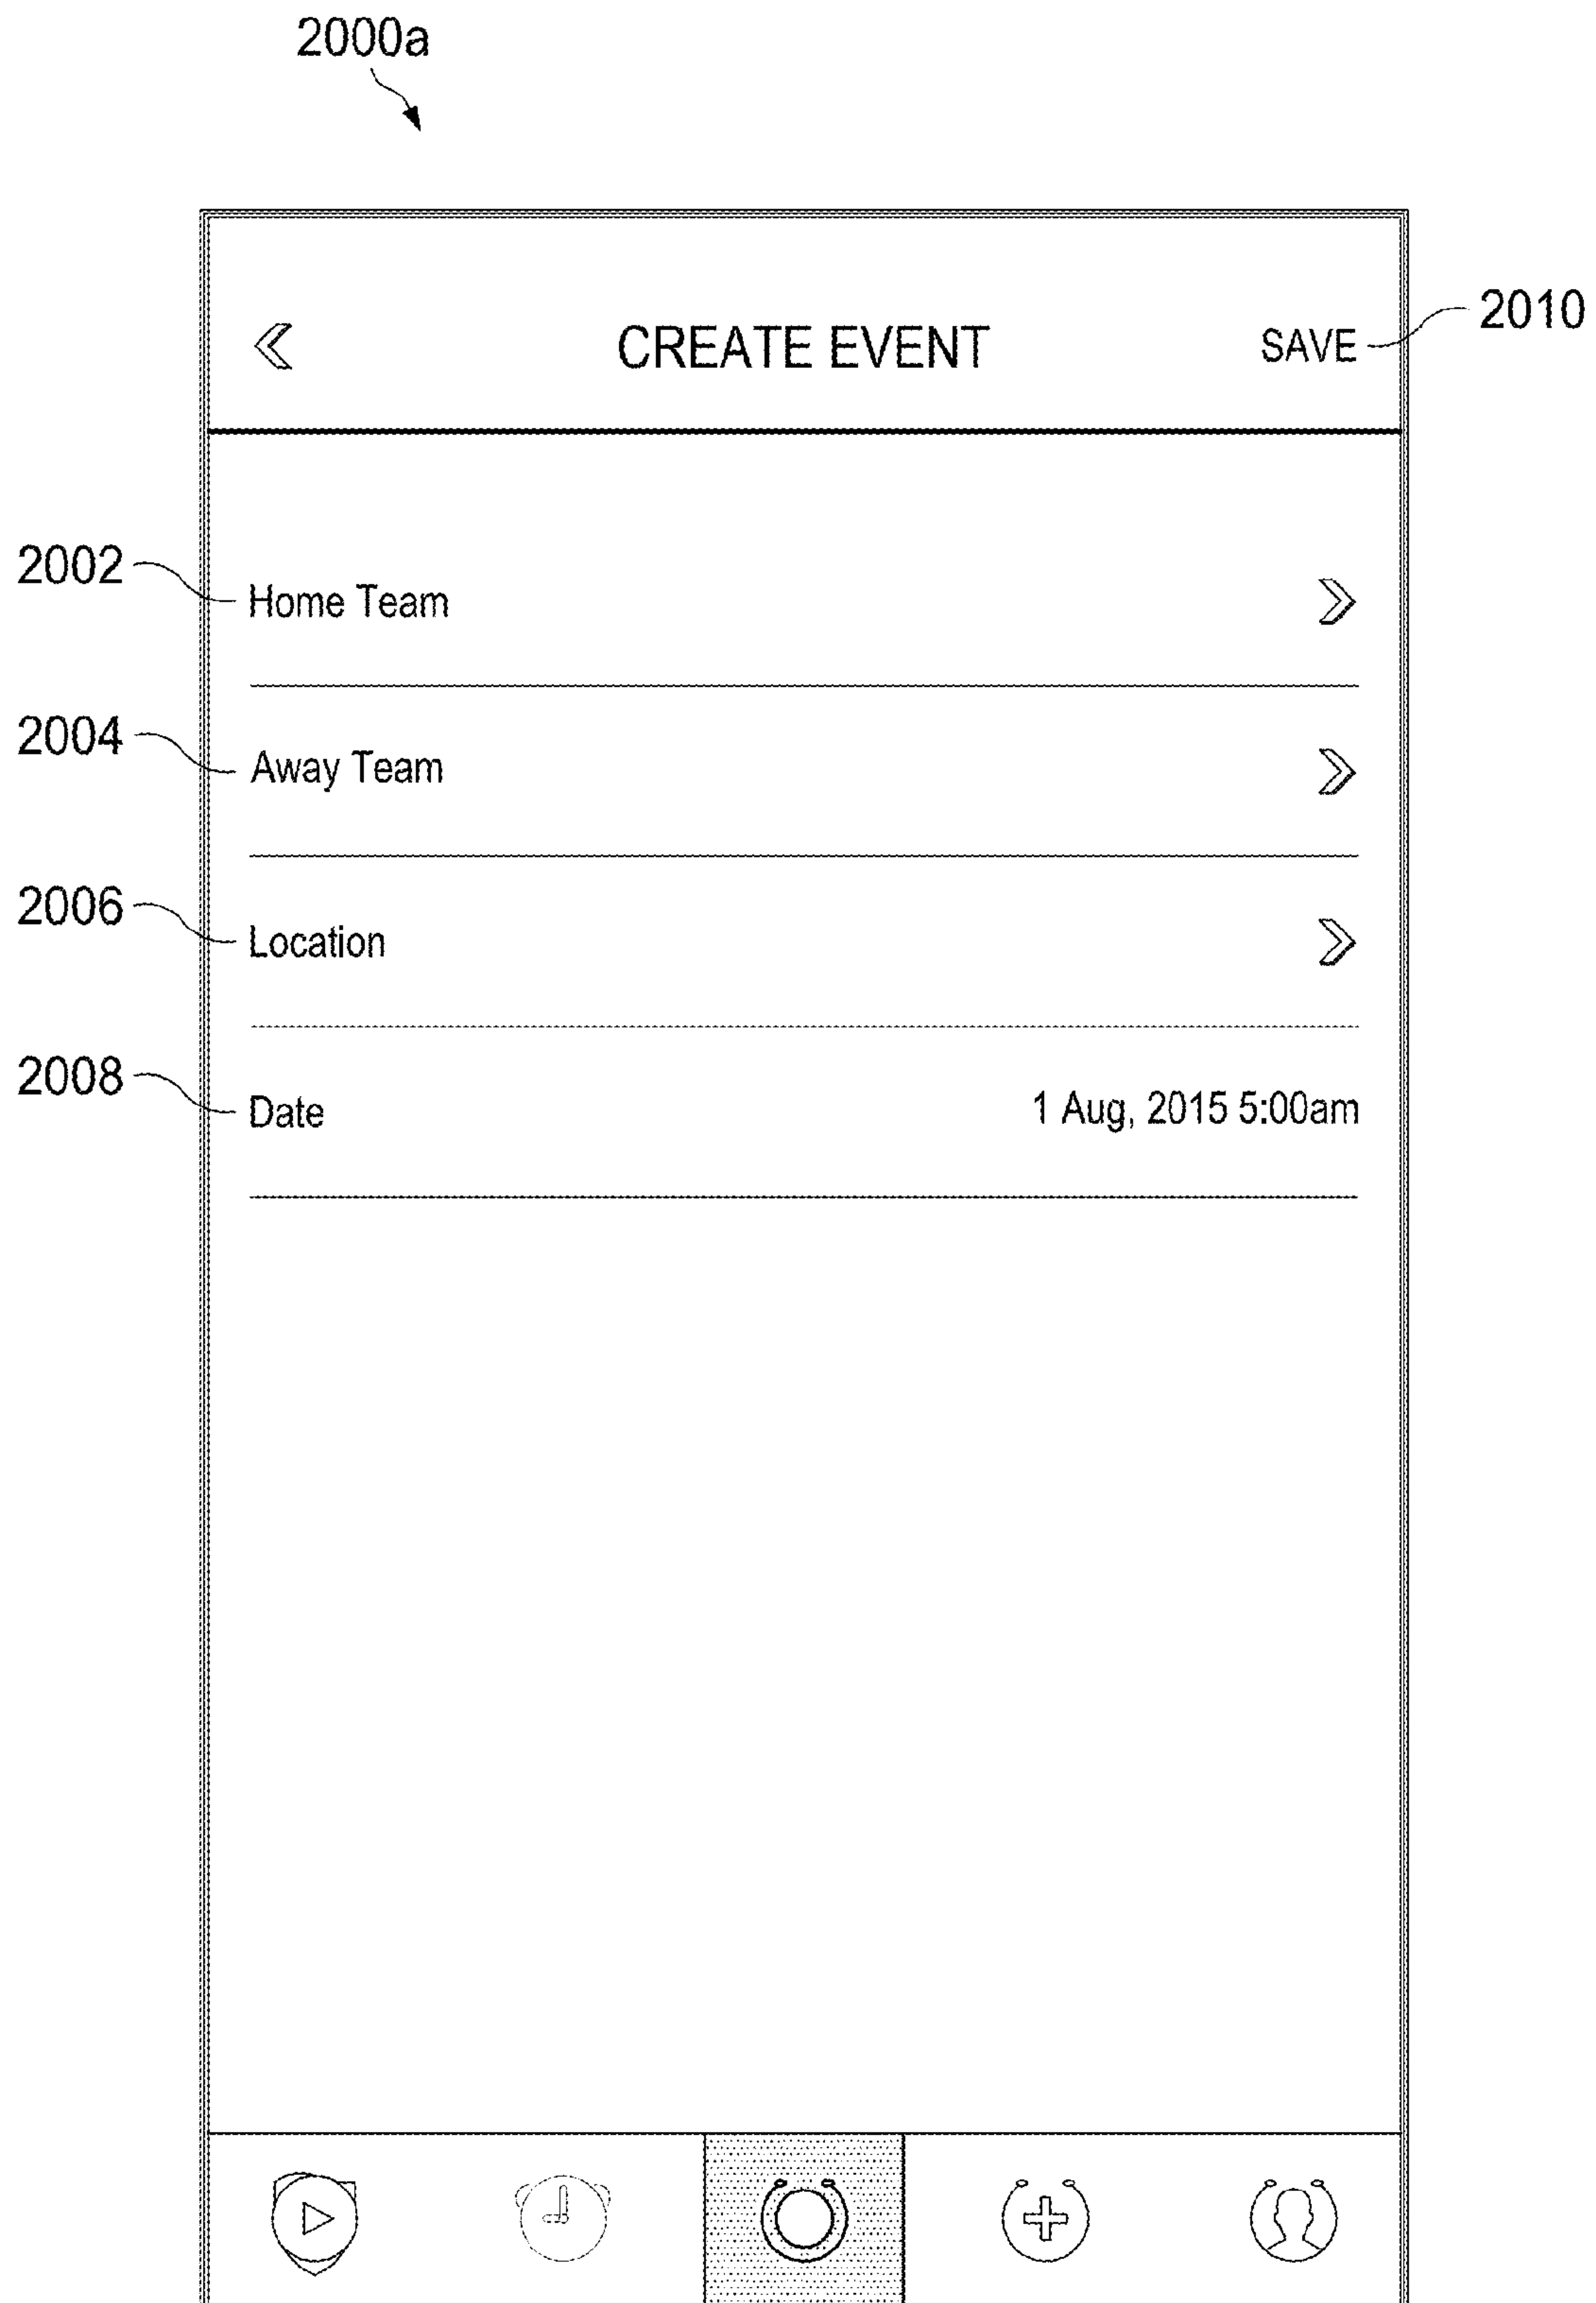 2000a
CREATE EVENT
SAVE
2010
2002
Home Team
2004
Away Team
2006
Location
2008
Date
1 Aug, 2015 5:00am